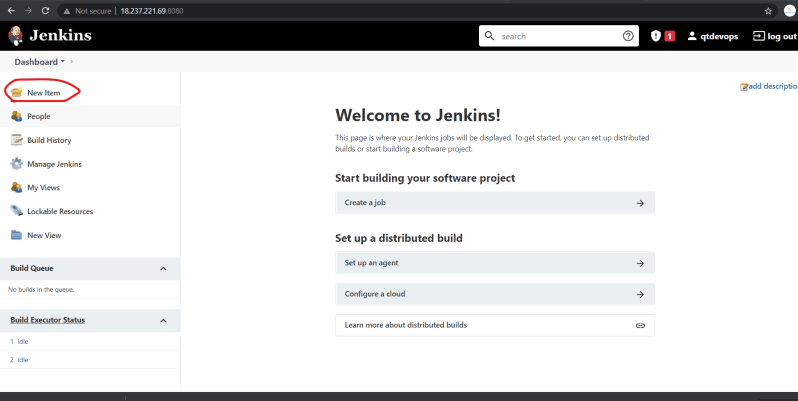 Not secure | 18.237.221.69:8080
Jenkins
search
1
qtdevops
log out
Dashboard
New Item
People
Build History
Manage Jenkins
My Views
Lockable Resources
New View
Build Queue
No builds in the queue.
Build Executor Status
1 Idle
2 Idle
add descriptio
Welcome to Jenkins!
This page is where your Jenkins jobs will be displayed. To get started, you can set up distributed
builds or start building a software project.
Start building your software project
Create a job
Set up a distributed build
Set up an agent
Configure a cloud
Learn more about distributed builds